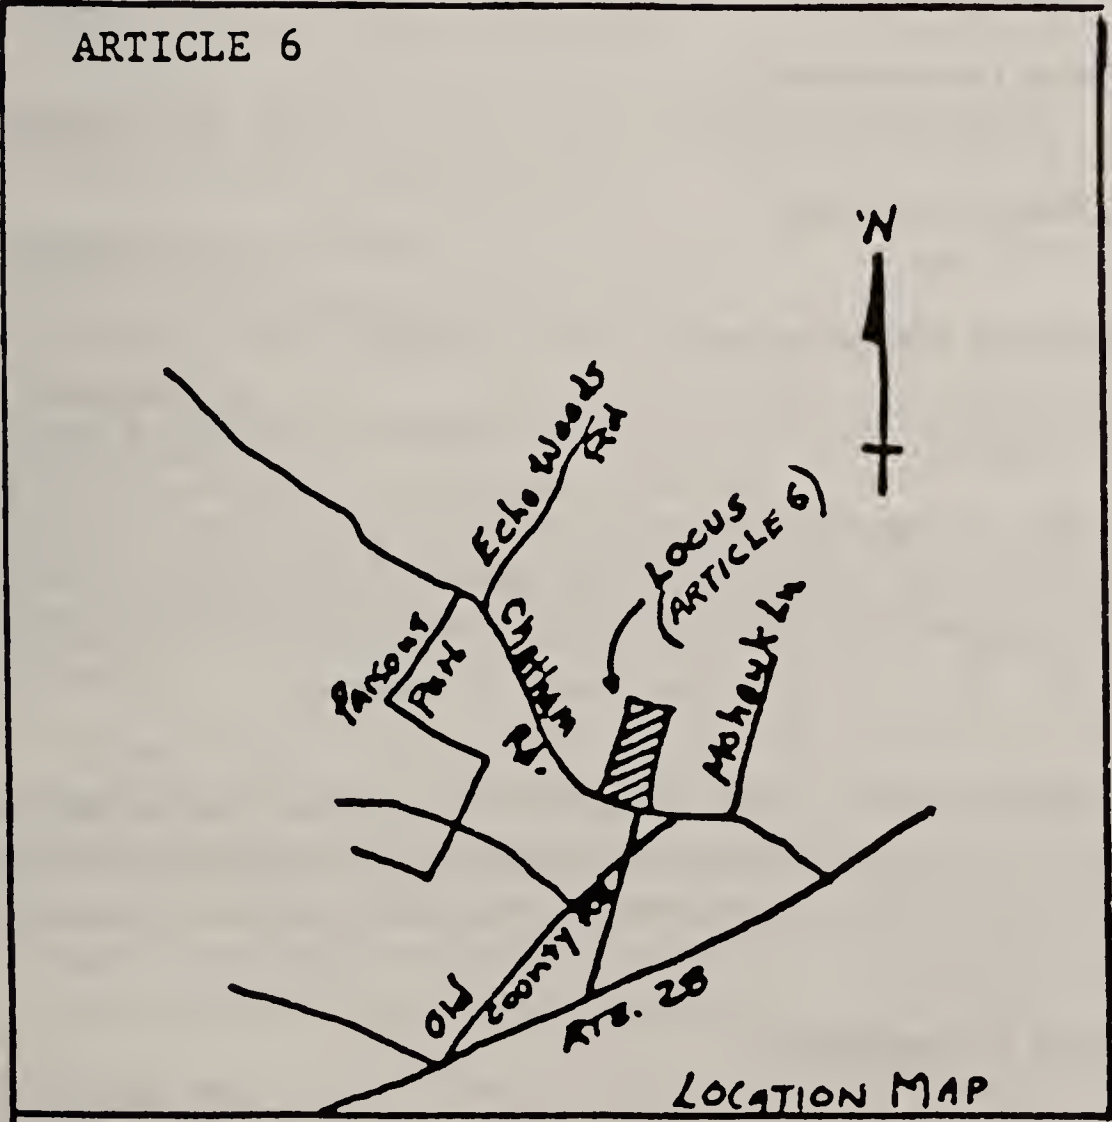 ARTICLE 6
N
Echo Woods
Rd
LOCUS
(ARTICLE 6)
Chatham
Rd.
Parsons
Path
Mohawk Ln
Old
County Rd
RTE. 28
LOCATION MAP